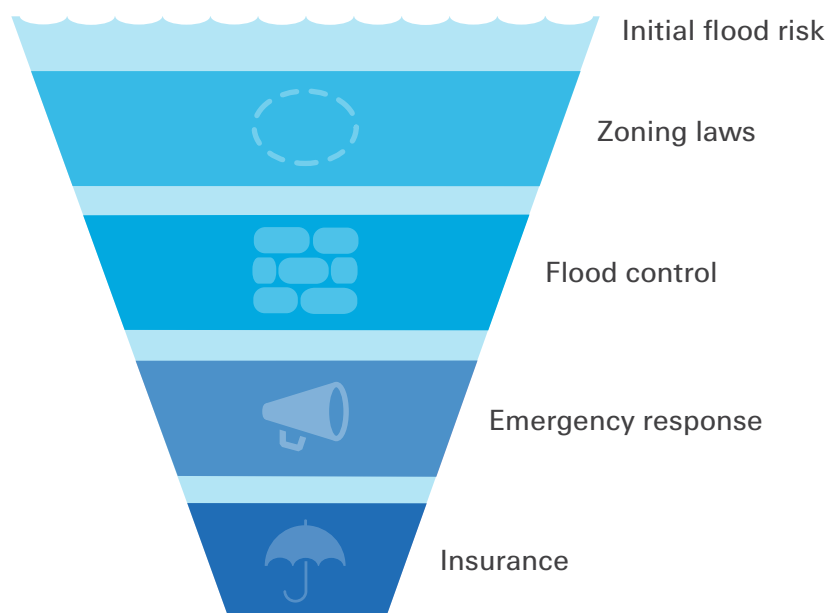 Initial flood risk
Zoning laws
Flood control
Emergency response
Insurance